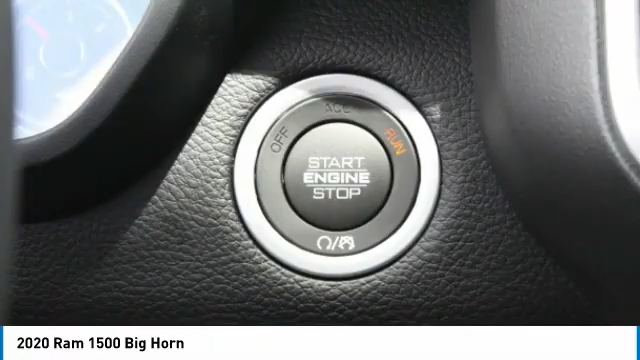 ACC
OFF
RUN
START
ENGINE
STOP
2020 Ram 1500 Big Horn